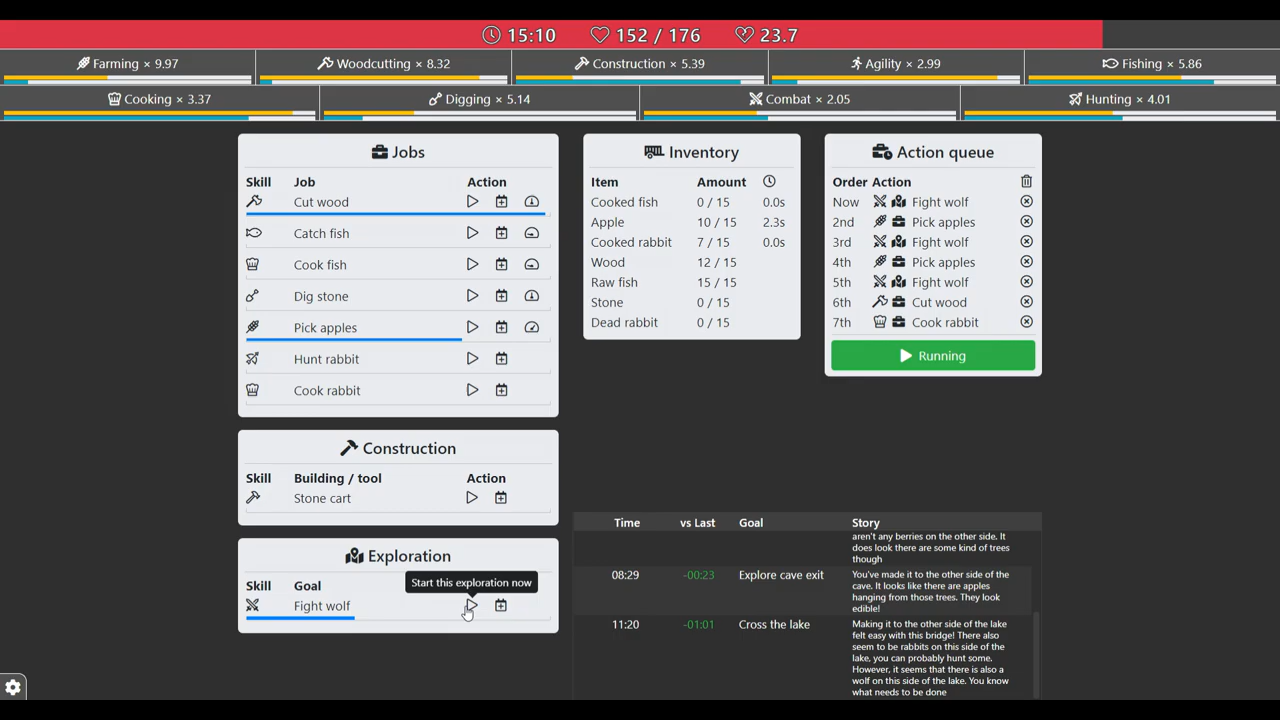 15:10 152 / 176 23.7
Farming × 9.97 Woodcutting × 8.32 Construction × 5.39 Agility × 2.99 Fishing × 5.86
Cooking × 3.37 Digging × 5.14 Combat × 2.05 Hunting × 4.01
Jobs
Skill Job Action
Cut wood
Catch fish
Cook fish
Dig stone
Pick apples
Hunt rabbit
Cook rabbit
Construction
Skill Building / tool Action
Stone cart
Exploration
Skill Goal
Start this exploration now
Fight wolf
Inventory
Item Amount
Cooked fish 0 / 15 0.0s
Apple 10 / 15 2.3s
Cooked rabbit 7 / 15 0.0s
Wood 12 / 15
Raw fish 15 / 15
Stone 0 / 15
Dead rabbit 0 / 15
Action queue
Order Action
Now Fight wolf
2nd Pick apples
3rd Fight wolf
4th Pick apples
5th Fight wolf
6th Cut wood
7th Cook rabbit
Running
Time vs Last Goal Story
aren't any berries on the other side. It
does look there are some kind of trees
though
08:29 -00:23 Explore cave exit You've made it to the other side of the
cave. It looks like there are apples
hanging from those trees. They look
edible!
11:20 -01:01 Cross the lake Making it to the other side of the lake
felt easy with this bridge! There also
seem to be rabbits on this side of the
lake, you can probably hunt some.
However, it seems that there is also a
wolf on this side of the lake. You know
what needs to be done